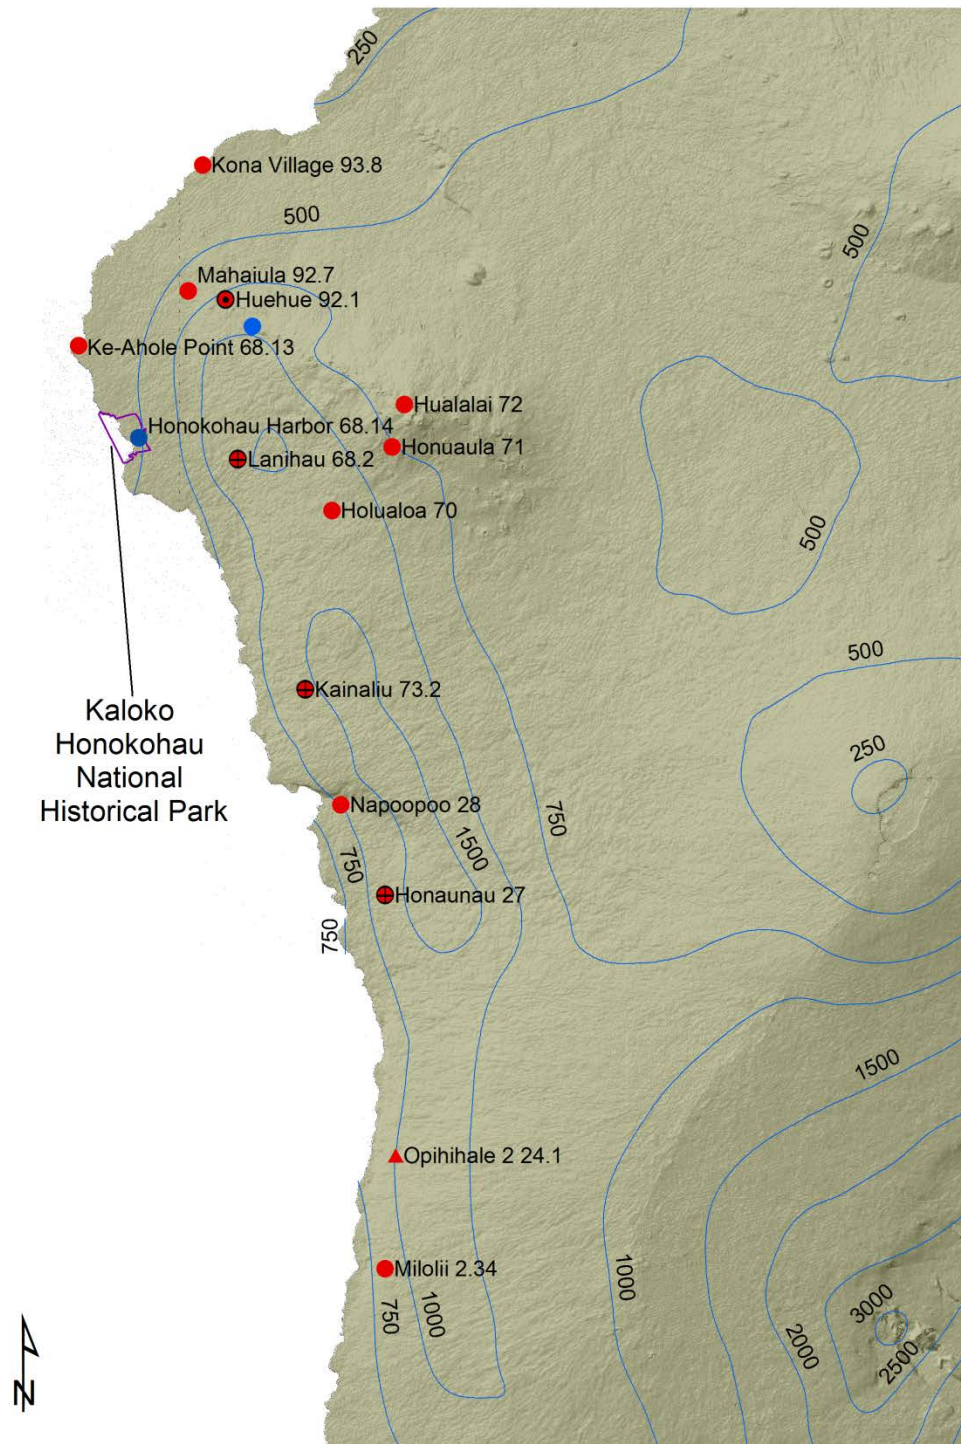 250
Kona Village 93.8
500
500
Mahaiula 92.7
Huehue 92.1
Ke-Ahole Point 68.13
Hualalai 72
Honokohau Harbor 68.14
Honuaula 71
Lanihau 68.2
Holualoa 70
500
500
Kainaliu 73.2
Kaloko
Honokohau
National
Historical Park
250
Napoopoo 28
750
1500
750
Honaunau 27
750
1500
Opihihale 2 24.1
Milolii 2.34
1000
750
1000
3000
2000
2500
N